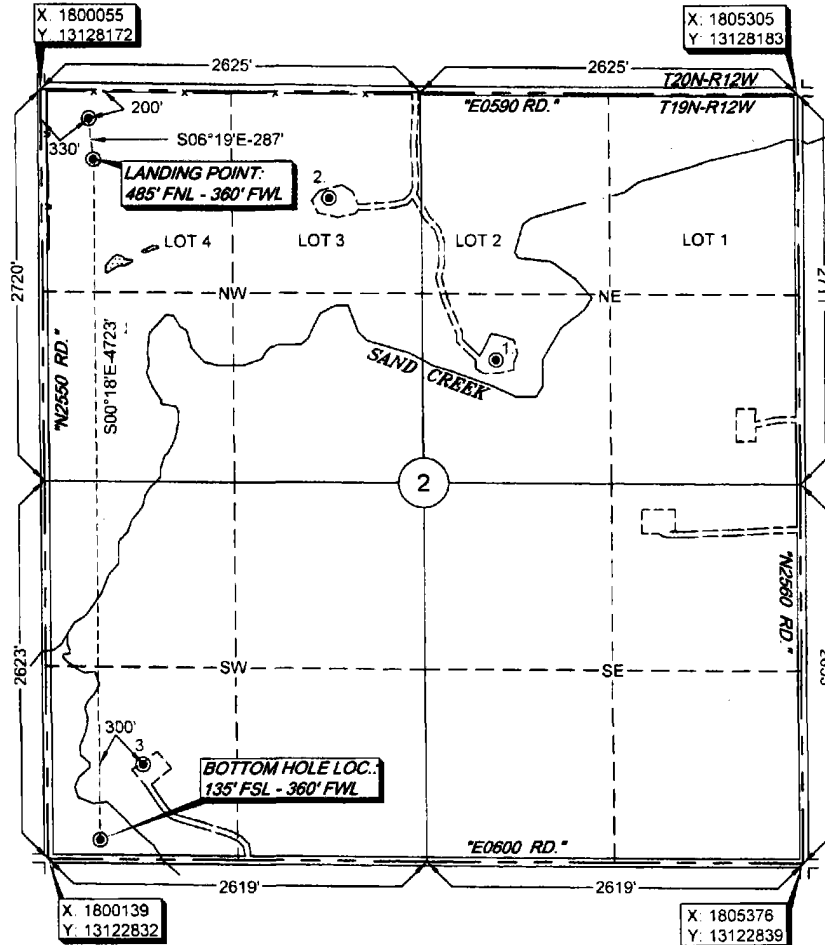 X: 1800055
Y: 13128172
X: 1805305
Y: 13128183
2625'
2625'
T20N-R12W
"E0590 RD."
T19N-R12W
200'
330'
S06°19'E-287'
LANDING POINT:
485' FNL - 360' FWL
2.
LOT 4
LOT 3
LOT 2
LOT 1
2720'
NW
NE
"N2550 RD."
S00°18'E-4723'
SAND CREEK
1.
2
"N2560 RD."
2623'
SW
SE
300'
3
BOTTOM HOLE LOC.:
135' FSL - 360' FWL
"E0600 RD."
2619'
2619'
X: 1800139
Y: 13122832
X: 1805376
Y: 13122839